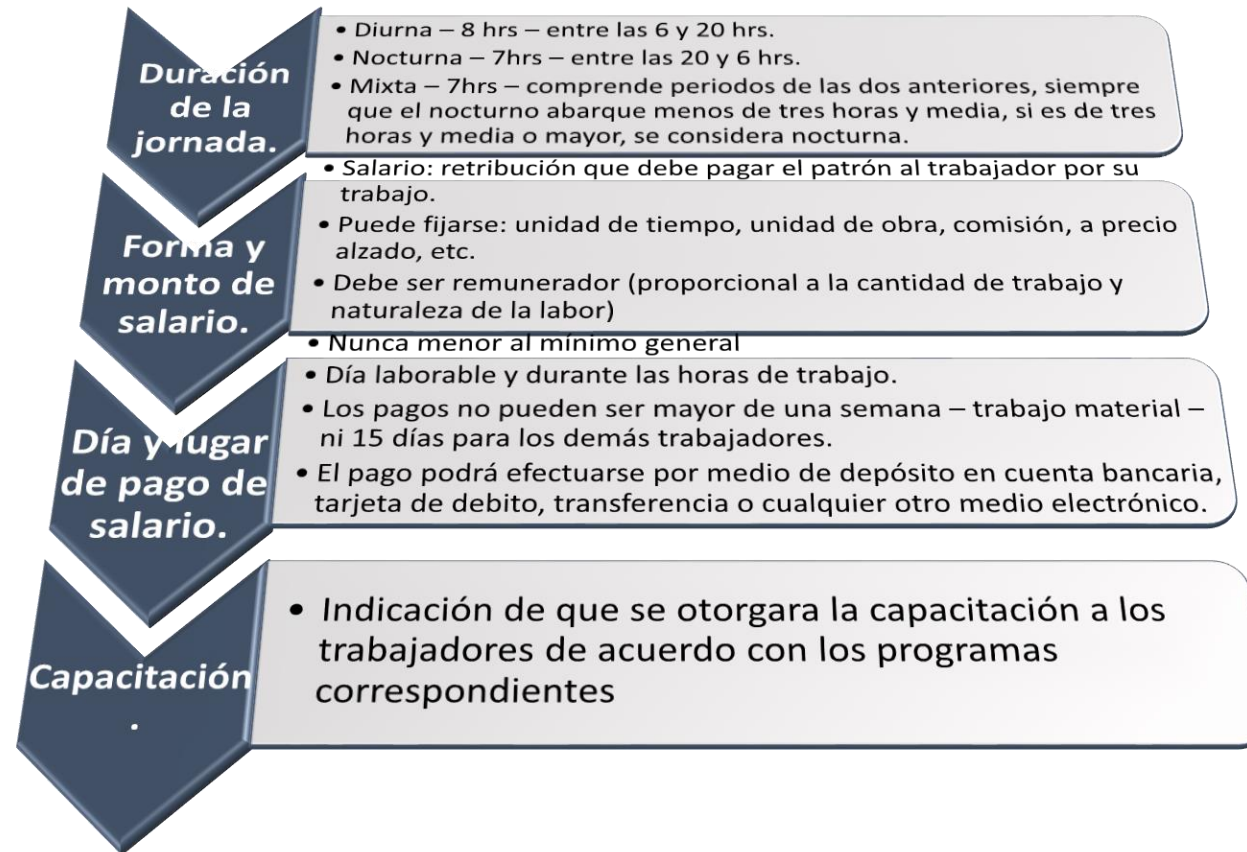 Duración
de la
jornada.
• Diurna – 8 hrs – entre las 6 y 20 hrs.
• Nocturna – 7hrs – entre las 20 y 6 hrs.
• Mixta – 7hrs – comprende periodos de las dos anteriores, siempre
que el nocturno abarque menos de tres horas y media, si es de tres
horas y media o mayor, se considera nocturna.
Forma y
monto de
salario.
• Salario: retribución que debe pagar el patrón al trabajador por su
trabajo.
• Puede fijarse: unidad de tiempo, unidad de obra, comisión, a precio
alzado, etc.
• Debe ser remunerador (proporcional a la cantidad de trabajo y
naturaleza de la labor)
• Nunca menor al mínimo general
Día y lugar
de pago de
salario.
• Día laborable y durante las horas de trabajo.
• Los pagos no pueden ser mayor de una semana – trabajo material –
ni 15 días para los demás trabajadores.
• El pago podrá efectuarse por medio de depósito en cuenta bancaria,
tarjeta de debito, transferencia o cualquier otro medio electrónico.
Capacitación
.
• Indicación de que se otorgara la capacitación a los
trabajadores de acuerdo con los programas
correspondientes